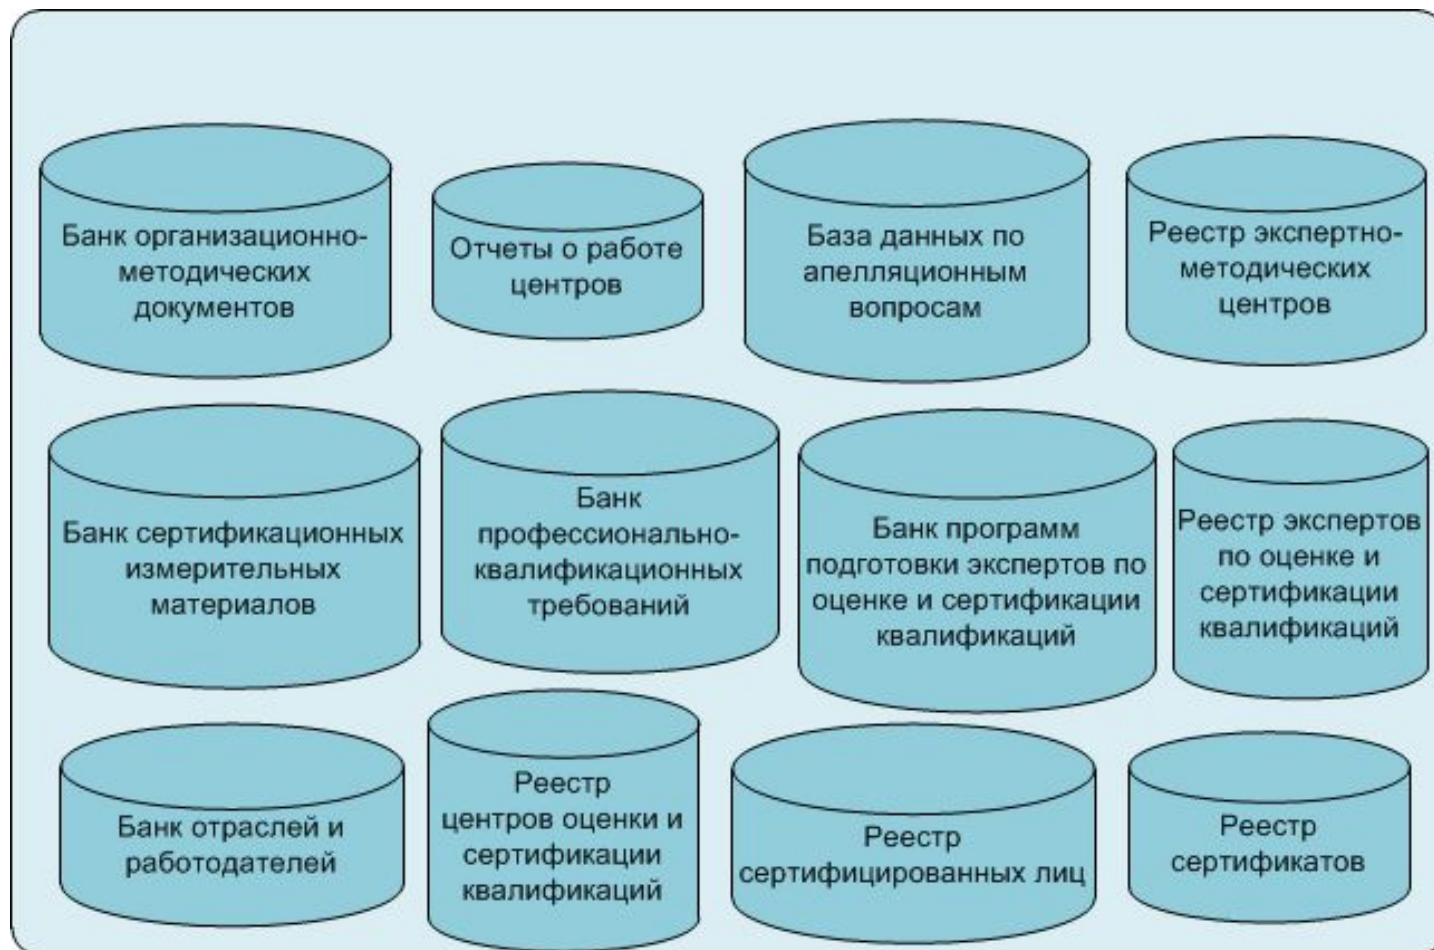 Банк организационно-
методических
документов
Отчеты о работе
центров
База данных по
апелляционным
вопросам
Реестр экспертно-
методических
центров
Банк сертификационных
измерительных
материалов
Банк
профессионально-
квалификационных
требований
Банк программ
подготовки экспертов по
оценке и сертификации
квалификаций
Реестр экспертов
по оценке и
сертификации
квалификаций
Банк отраслей и
работодателей
Реестр
центров оценки и
сертификации
квалификаций
Реестр
сертифицированных лиц
Реестр
сертификатов